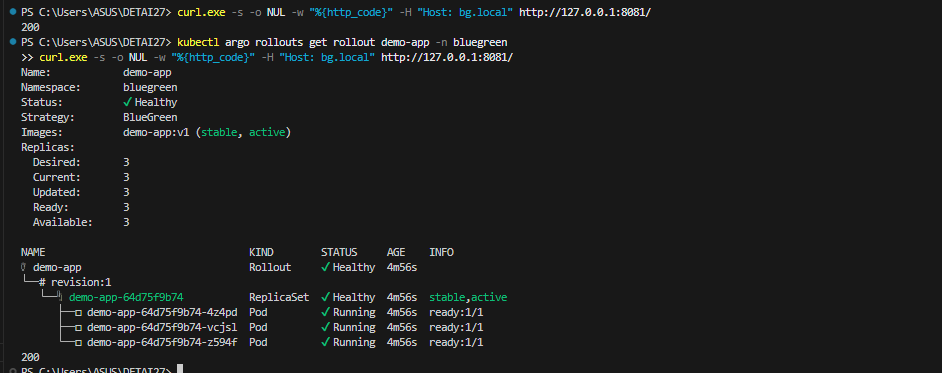 PS C:\Users\ASUS\DETAI27> curl.exe -s -o NUL -w "%{http_code}" -H "Host: bg.local" http://127.0.0.1:8081/
200
PS C:\Users\ASUS\DETAI27> kubectl argo rollouts get rollout demo-app -n bluegreen
>> curl.exe -s -o NUL -w "%{http_code}" -H "Host: bg.local" http://127.0.0.1:8081/
Name:            demo-app
Namespace:       bluegreen
Status:          ✔ Healthy
Strategy:        BlueGreen
Images:          demo-app:v1 (stable, active)
Replicas:
  Desired:       3
  Current:       3
  Updated:       3
  Ready:         3
  Available:     3
NAME                                  KIND        STATUS     AGE    INFO
demo-app                              Rollout     ✔ Healthy  4m56s
└──# revision:1
   └── demo-app-64d75f9b74            ReplicaSet  ✔ Healthy  4m56s  stable,active
      ├──□ demo-app-64d75f9b74-4z4pd  Pod         ✔ Running  4m56s  ready:1/1
      ├──□ demo-app-64d75f9b74-vcjsl  Pod         ✔ Running  4m56s  ready:1/1
      └──□ demo-app-64d75f9b74-z594f  Pod         ✔ Running  4m56s  ready:1/1
200
PS C:\Users\ASUS\DETAI27>